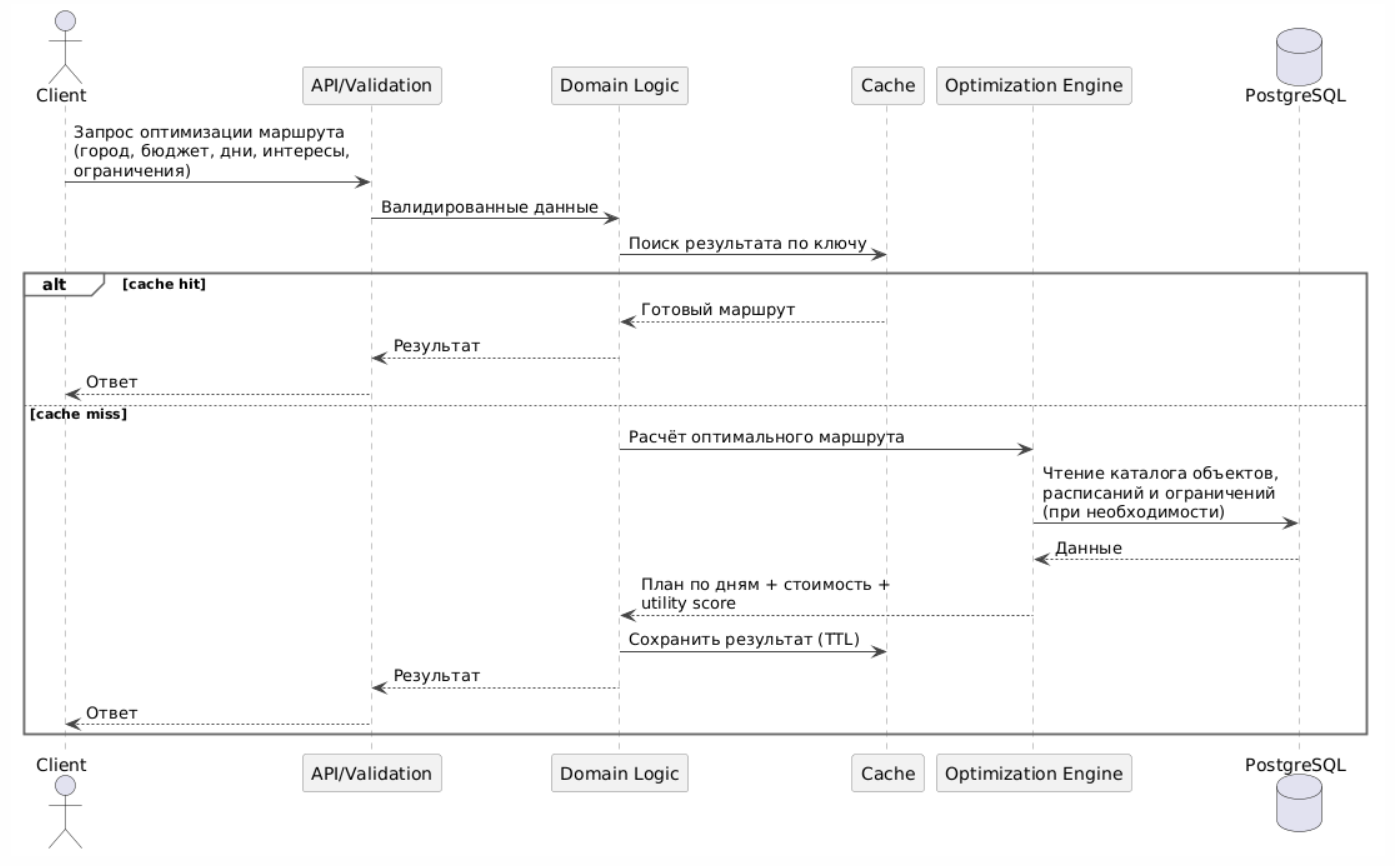 Client
API/Validation
Domain Logic
Cache
Optimization Engine
PostgreSQL
Запрос оптимизации маршрута
(город, бюджет, дни, интересы,
ограничения)
Валидированные данные
Поиск результата по ключу
alt
[cache hit]
Готовый маршрут
Результат
Ответ
[cache miss]
Расчёт оптимального маршрута
Чтение каталога объектов,
расписаний и ограничений
(при необходимости)
Данные
План по дням + стоимость +
utility score
Сохранить результат (TTL)
Результат
Ответ
Client
API/Validation
Domain Logic
Cache
Optimization Engine
PostgreSQL